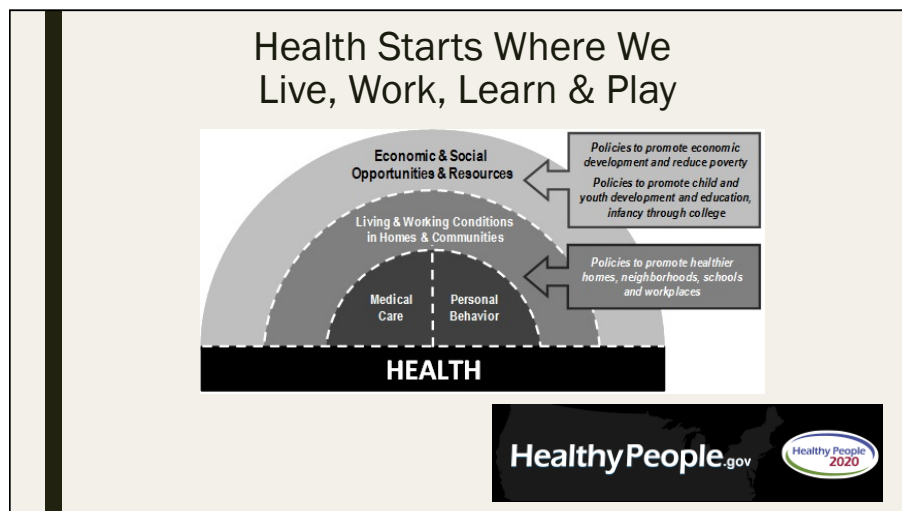 Health Starts Where We
Live, Work, Learn & Play
Economic & Social
Opportunities & Resources
Living & Working Conditions
in Homes & Communities
Medical
Care
Personal
Behavior
HEALTH
Policies to promote economic
development and reduce poverty
Policies to promote child and
youth development and education,
infancy through college
Policies to promote healthier
homes, neighborhoods, schools
and workplaces
HealthyPeople.gov
Healthy People
2020